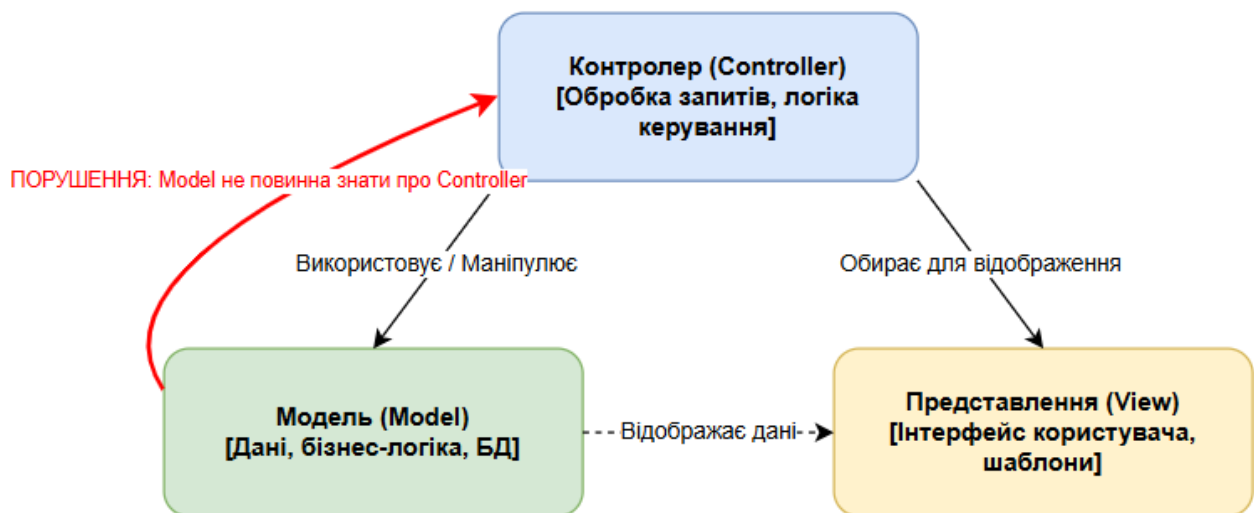 Контролер (Controller)
[Обробка запитів, логіка
керування]
ПОРУШЕННЯ: Model не повинна знати про Controller
Використовує / Маніпулює
Обирає для відображення
Модель (Model)
[Дані, бізнес-логіка, БД]
Відображає дані
Представлення (View)
[Інтерфейс користувача,
шаблони]